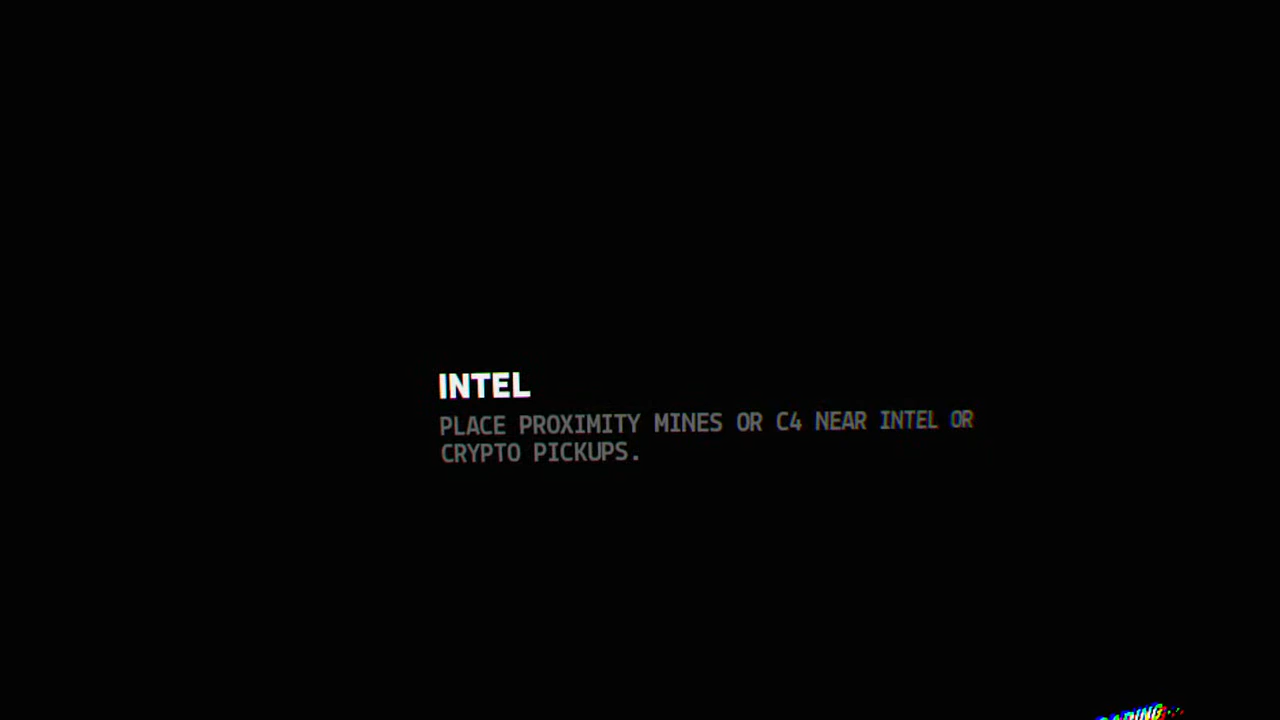 INTEL
PLACE PROXIMITY MINES OR C4 NEAR INTEL OR
CRYPTO PICKUPS.